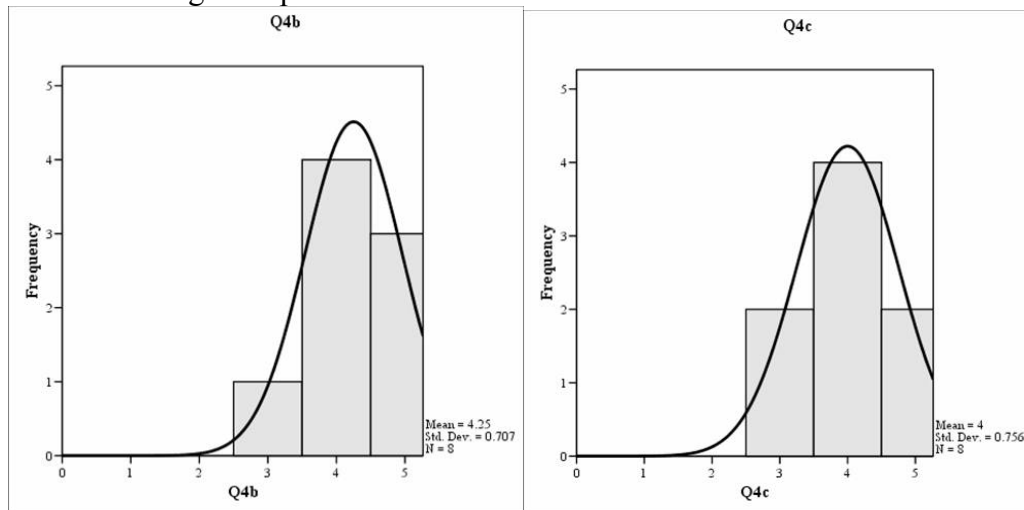 Q4b
5
4
3
2
1
0
Frequency
0 1 2 3 4 5
Q4b
Mean = 4.25
Std. Dev. = 0.707
N = 8
Q4c
5
4
3
2
1
0
Frequency
0 1 2 3 4 5
Q4c
Mean = 4
Std. Dev. = 0.756
N = 8